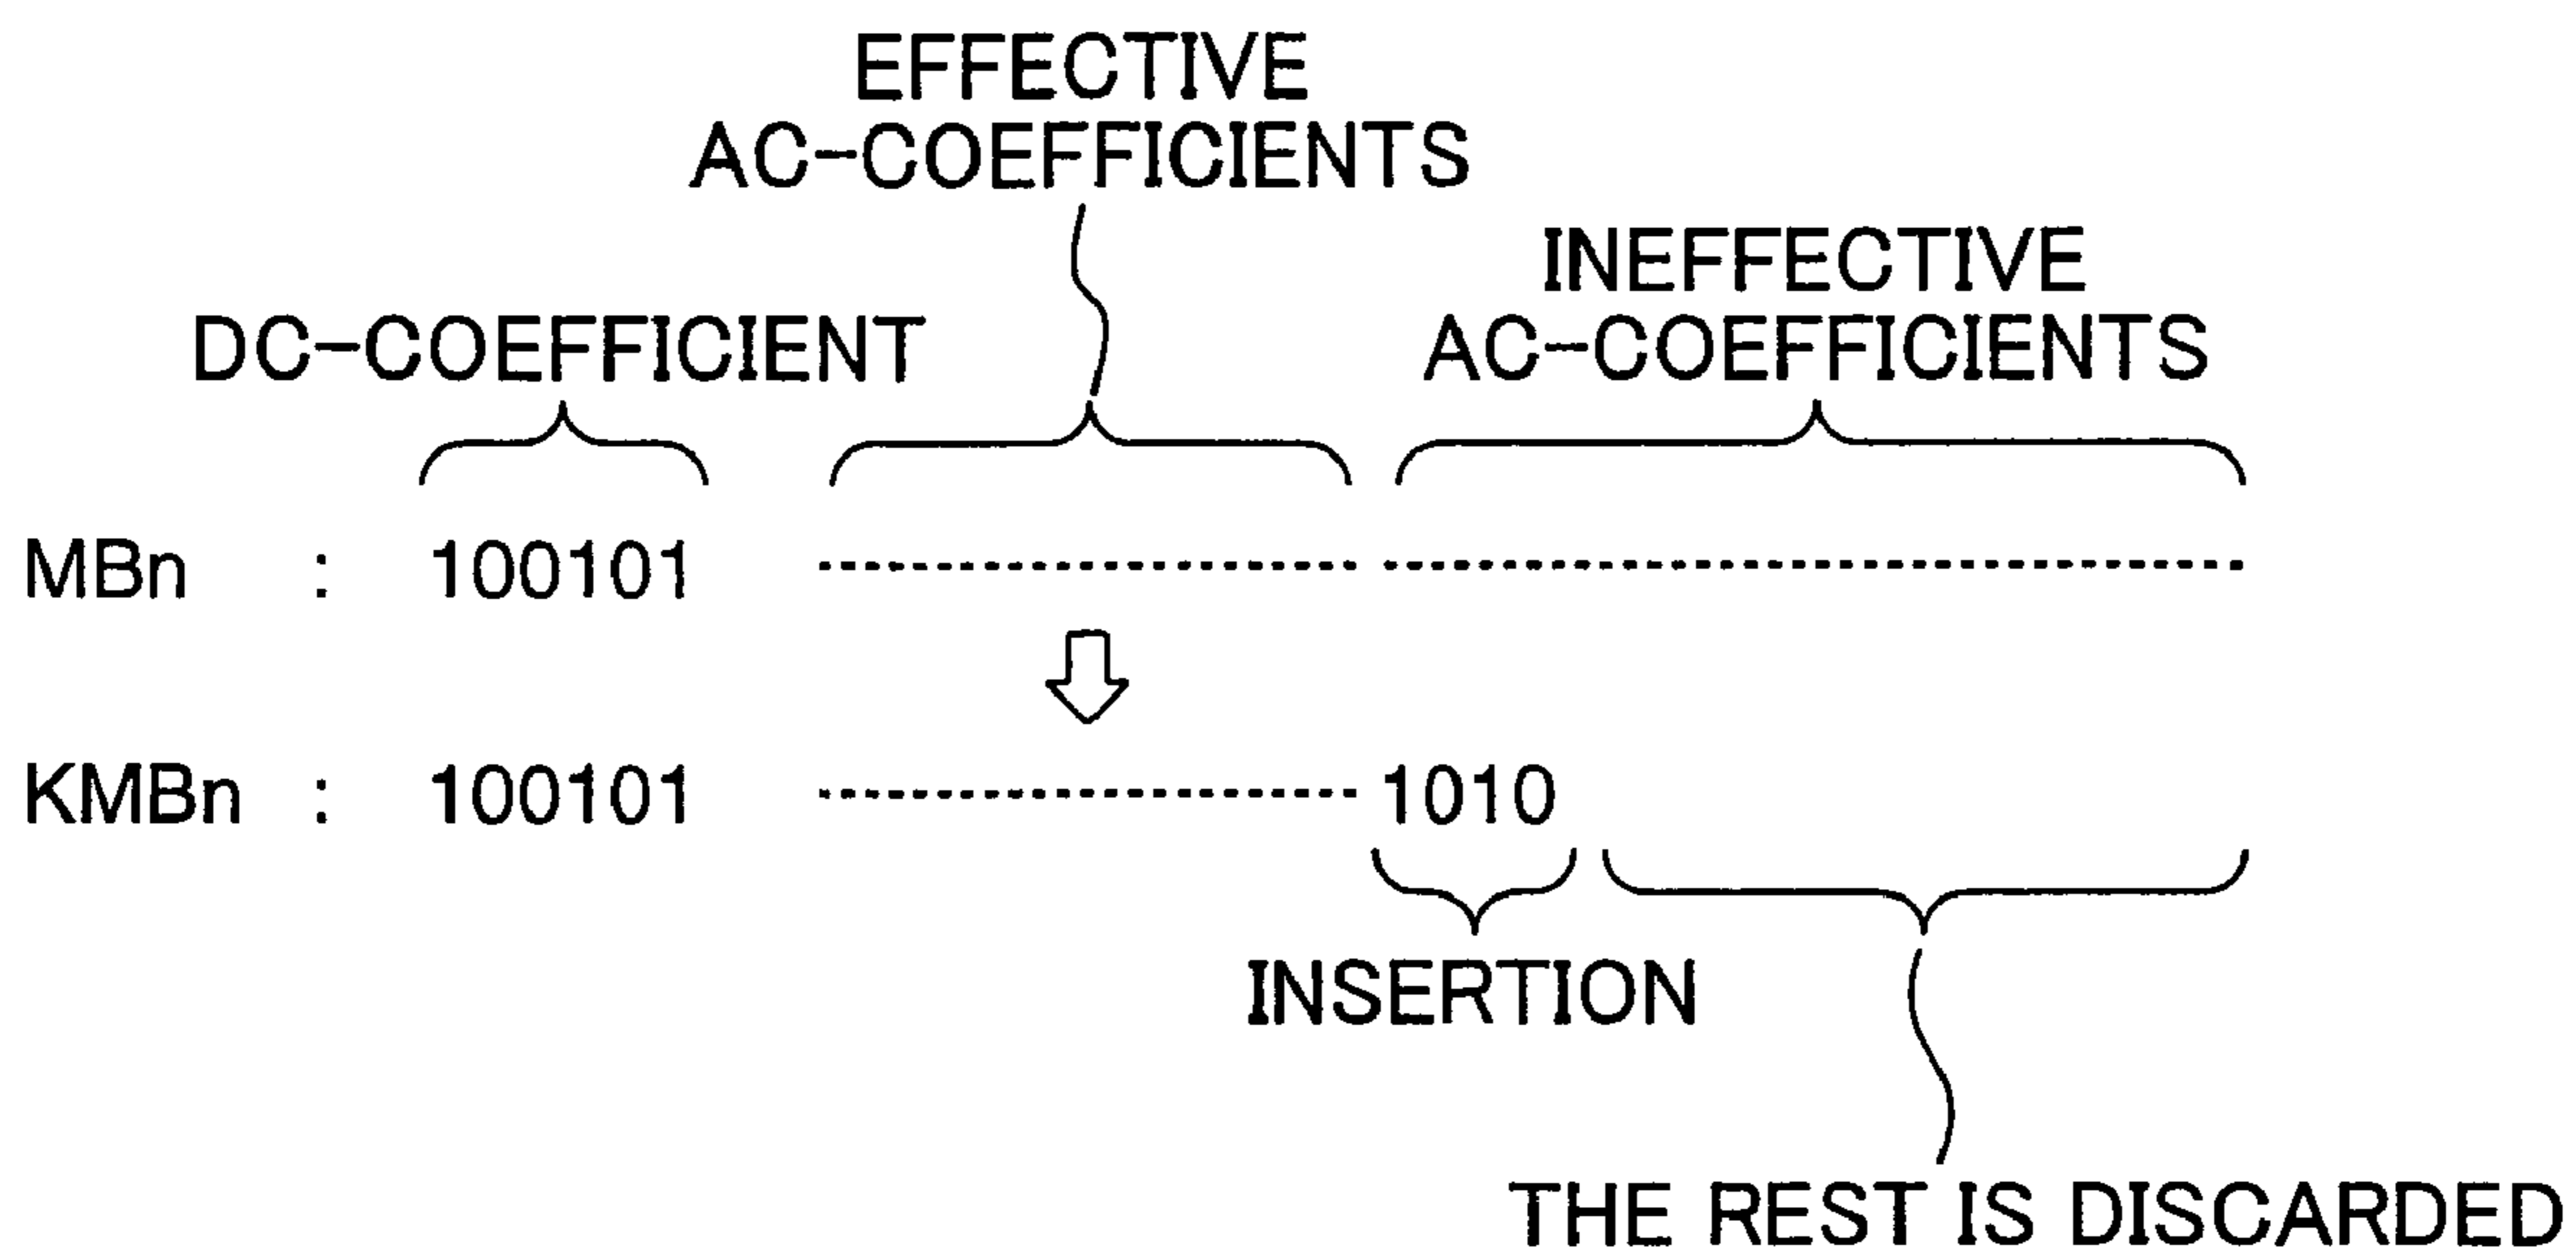 EFFECTIVE
AC-COEFFICIENTS
INEFFECTIVE
AC-COEFFICIENTS
DC-COEFFICIENT
MBn : 100101
KMBn : 100101 1010
INSERTION
THE REST IS DISCARDED